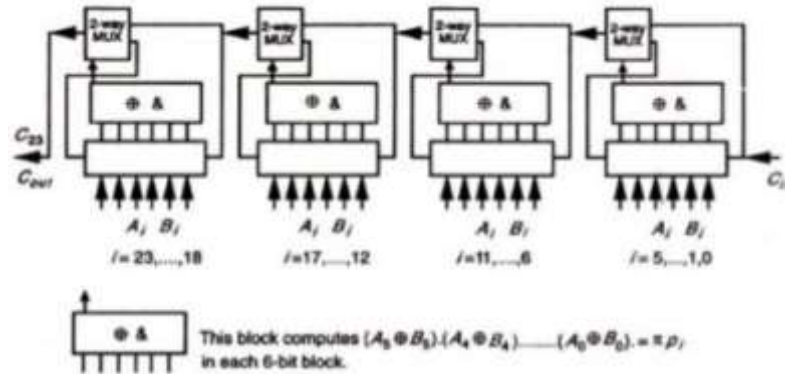 2-way MUX 2-way MUX 2-way MUX 2-way MUX
⊕ & ⊕ & ⊕ & ⊕ &
C23
Cout
Ai Bi Ai Bi Ai Bi Ai Bi
i = 23,....,18 i=17,....,12 i=11,...,6 i = 5,...,1,0
⊕ & This block computes (A5 ⊕ B5).(A4 ⊕ B4)........(A0 ⊕ B0). = π pi
in each 6-bit block.